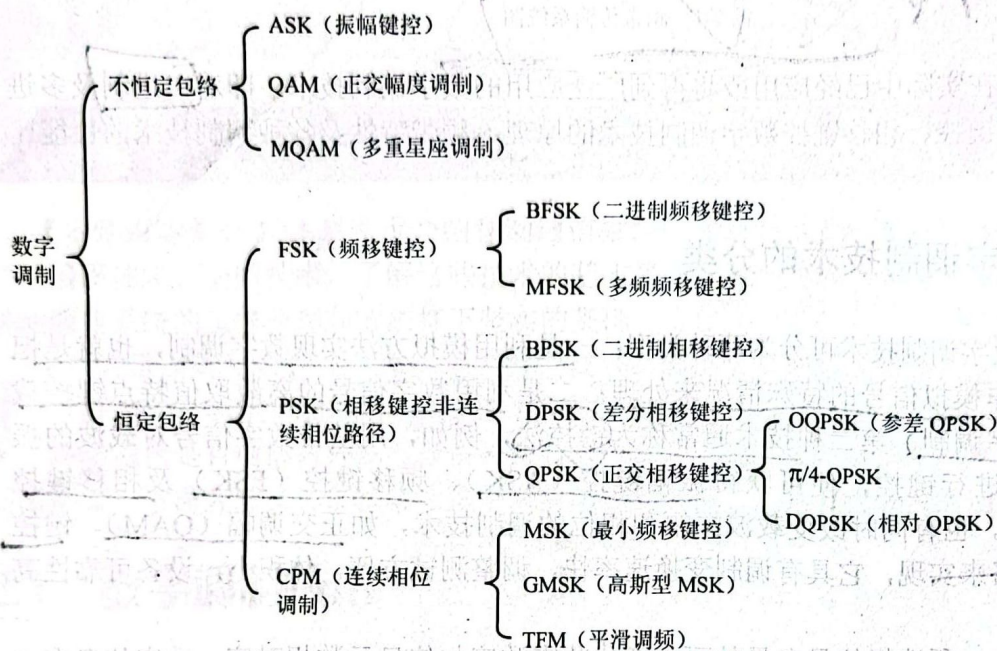 ASK（振幅键控）
不恒定包络
QAM（正交幅度调制）
MQAM（多重星座调制）
数字
调制
FSK（频移键控）
BFSK（二进制频移键控）
MFSK（多频频移键控）
恒定包络
PSK（相移键控非连
续相位路径）
BPSK（二进制相移键控）
DPSK（差分相移键控）
QPSK（正交相移键控）
OQPSK（参差 QPSK）
π/4-QPSK
DQPSK（相对 QPSK）
CPM（连续相位
调制）
MSK（最小频移键控）
GMSK（高斯型 MSK）
TFM（平滑调频）